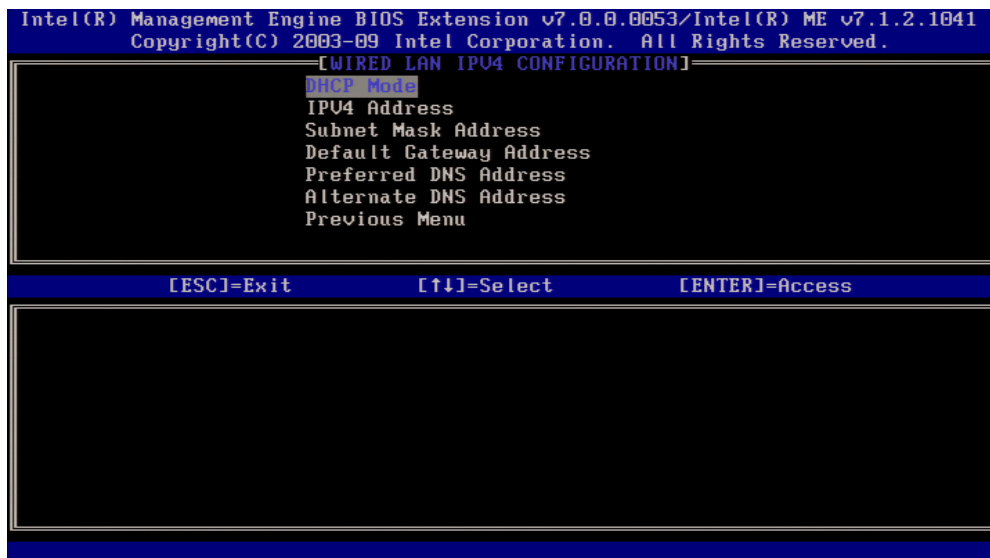 Intel(R) Management Engine BIOS Extension v7.0.0.0053/Intel(R) ME v7.1.2.1041
Copyright(C) 2003-09 Intel Corporation. All Rights Reserved.
[WIRED LAN IPV4 CONFIGURATION]
DHCP Mode
IPV4 Address
Subnet Mask Address
Default Gateway Address
Preferred DNS Address
Alternate DNS Address
Previous Menu
[ESC]=Exit [↑↓]=Select [ENTER]=Access